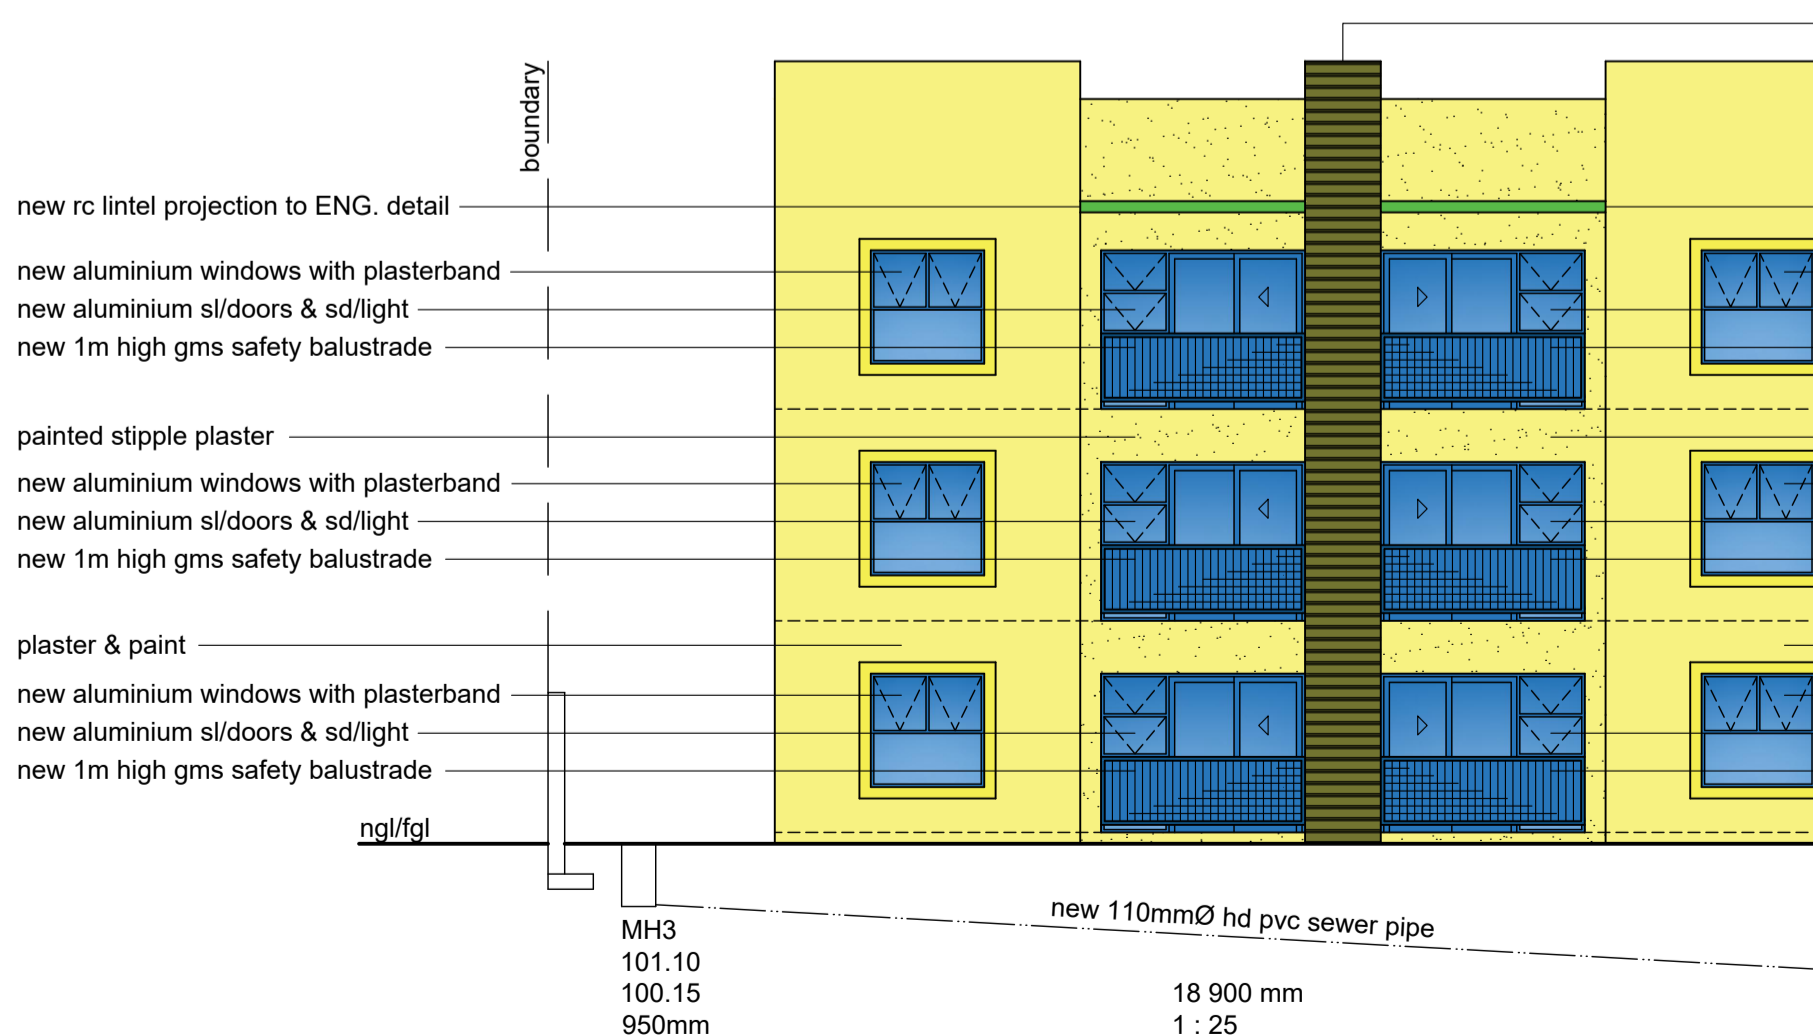 boundary
new rc lintel projection to ENG. detail
new aluminium windows with plasterband
new aluminium sl/doors & sd/light
new 1m high gms safety balustrade
painted stipple plaster
new aluminium windows with plasterband
new aluminium sl/doors & sd/light
new 1m high gms safety balustrade
plaster & paint
new aluminium windows with plasterband
new aluminium sl/doors & sd/light
new 1m high gms safety balustrade
ngl/fgl
new 110mmØ hd pvc sewer pipe
MH3
101.10
100.15
950mm
18 900 mm
1 : 25